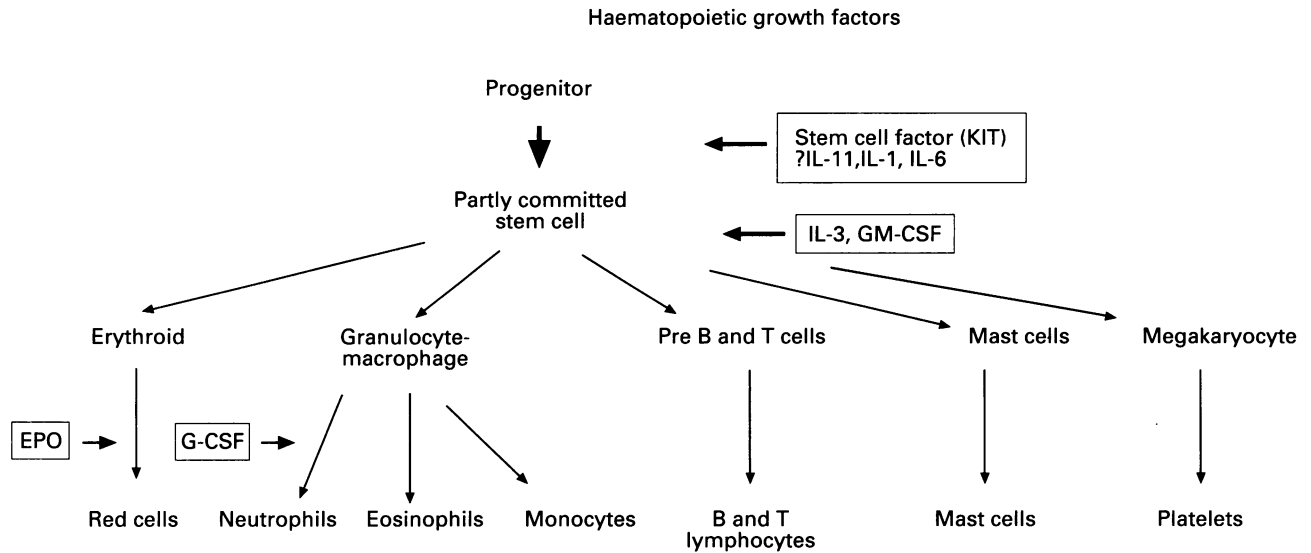 Haematopoietic growth factors
Progenitor
Stem cell factor (KIT)
?IL-11,IL-1, IL-6
Partly committed
stem cell
IL-3, GM-CSF
Erythroid
Granulocyte-
macrophage
Pre B and T cells
Mast cells
Megakaryocyte
EPO
G-CSF
Red cells
Neutrophils
Eosinophils
Monocytes
B and T
lymphocytes
Mast cells
Platelets